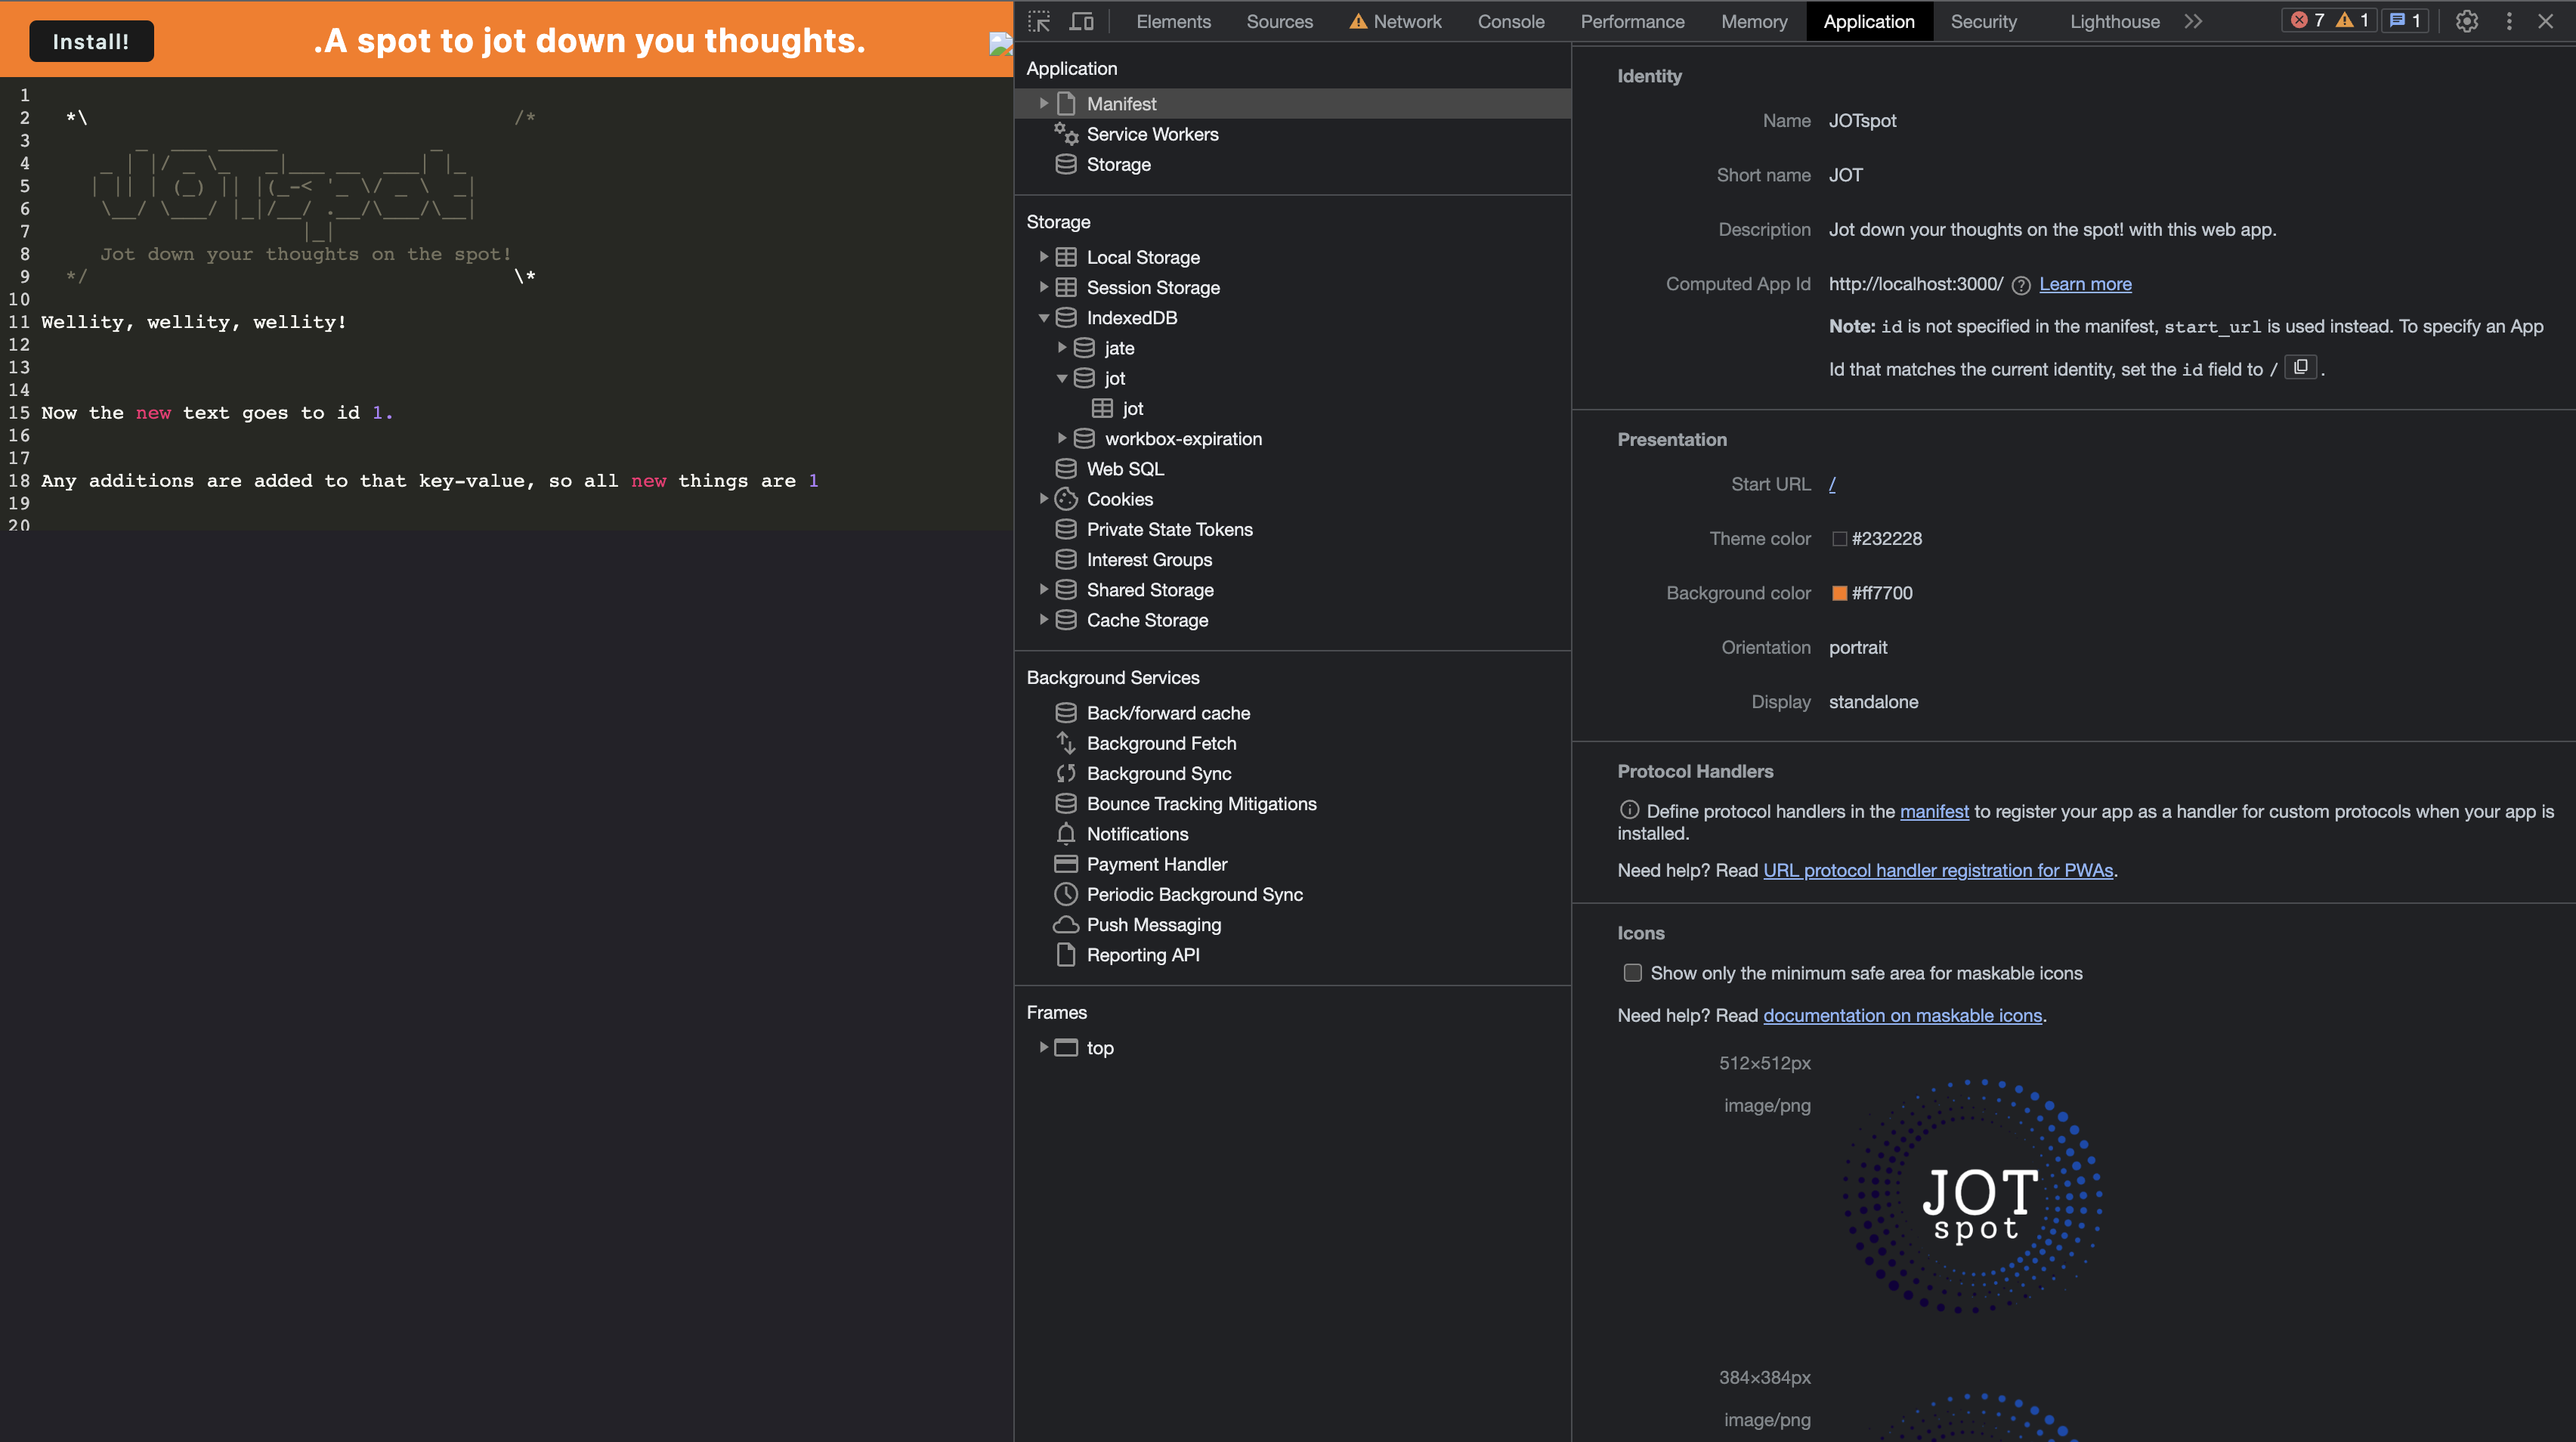 Install!
.A spot to jot down you thoughts.
1
2 *\ /*
3 _ ___ _____ _
4 _ | |/ _ \_ _|___ __ ___| |_
5 | || | (_) || |(_-< '_ \/ _ \ _|
6 \__/ \___/ |_|/__/ .__/\___/\__|
7 |_|
8 Jot down your thoughts on the spot!
9 */ \*
10
11 Wellity, wellity, wellity!
12
13
14
15 Now the new text goes to id 1.
16
17
18 Any additions are added to that key-value, so all new things are 1
19
20
Elements Sources Network Console Performance Memory Application Security Lighthouse 7 1 1
Application
Manifest
Service Workers
Storage
Storage
Local Storage
Session Storage
IndexedDB
jate
jot
jot
workbox-expiration
Web SQL
Cookies
Private State Tokens
Interest Groups
Shared Storage
Cache Storage
Background Services
Back/forward cache
Background Fetch
Background Sync
Bounce Tracking Mitigations
Notifications
Payment Handler
Periodic Background Sync
Push Messaging
Reporting API
Frames
top
Identity
Name JOTspot
Short name JOT
Description Jot down your thoughts on the spot! with this web app.
Computed App Id http://localhost:3000/ ? Learn more
Note: id is not specified in the manifest, start_url is used instead. To specify an App
Id that matches the current identity, set the id field to / .
Presentation
Start URL /
Theme color #232228
Background color #ff7700
Orientation portrait
Display standalone
Protocol Handlers
Define protocol handlers in the manifest to register your app as a handler for custom protocols when your app is
installed.
Need help? Read URL protocol handler registration for PWAs.
Icons
Show only the minimum safe area for maskable icons
Need help? Read documentation on maskable icons.
512×512px
image/png
JOT
spot
384×384px
image/png